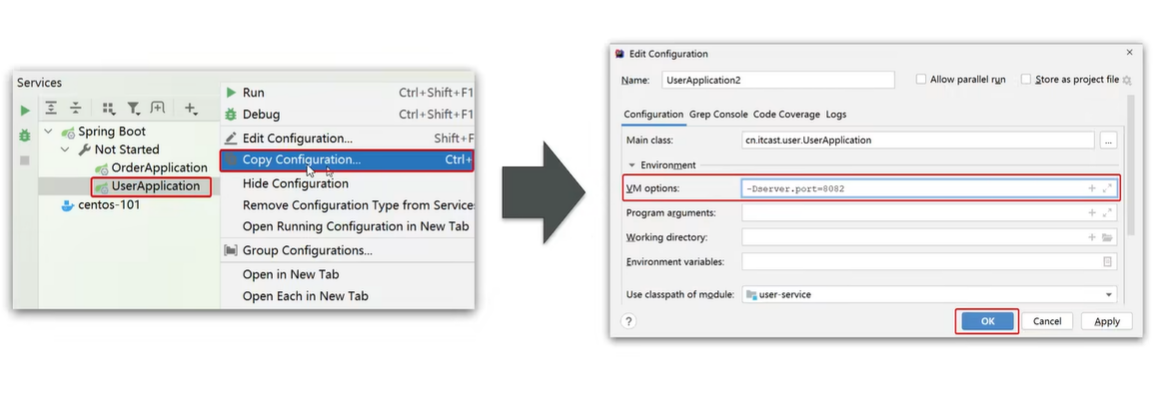 Services
Spring Boot
Not Started
OrderApplication
UserApplication
centos-101
Run Ctrl+Shift+F1
Debug Ctrl+Shift+F1
Edit Configuration... Shift+F
Copy Configuration... Ctrl+
Hide Configuration
Remove Configuration Type from Service
Open Running Configuration in New Tab
Group Configurations...
Open in New Tab
Open Each in New Tab
Edit Configuration
Name: UserApplication2 Allow parallel run Store as project file
Configuration Grep Console Code Coverage Logs
Main class: cn.itcast.user.UserApplication ...
Environment
VM options: -Dserver.port=8082
Program arguments:
Working directory:
Environment variables:
Use classpath of module: user-service
? OK Cancel Apply